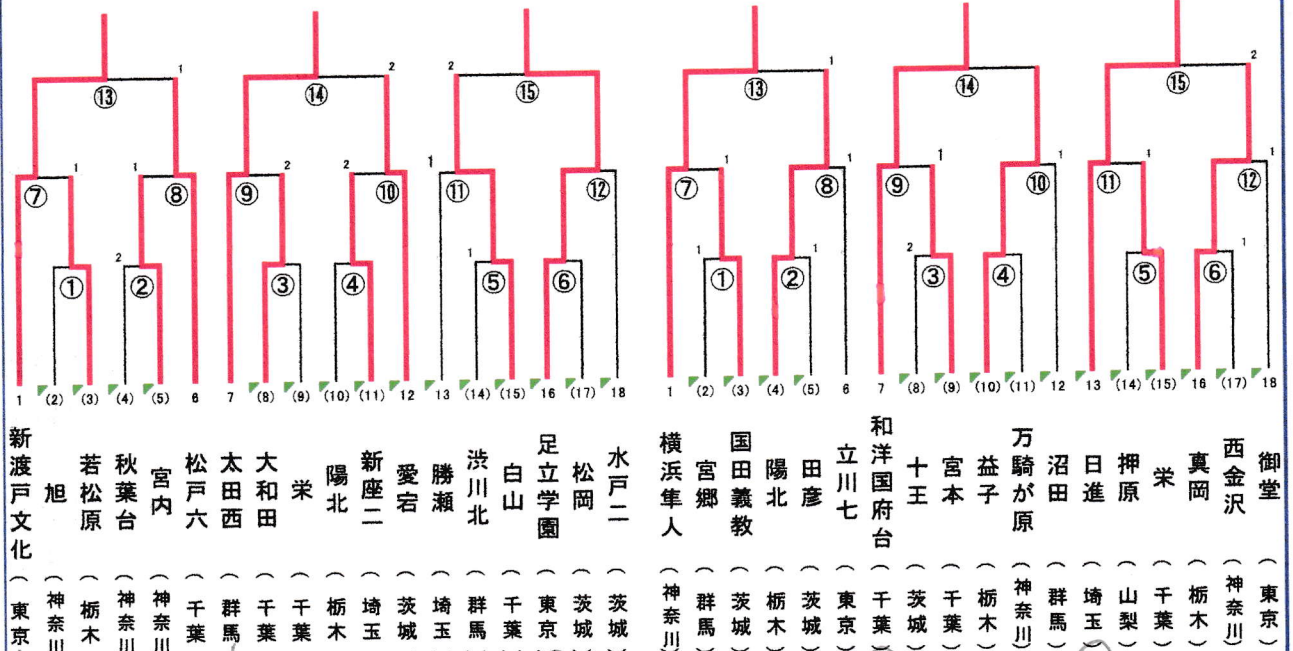 1 2 2 1 2
⑬ ⑭ ⑮ ⑬ ⑭ ⑮
1 1 2 2 1 1 1 1 1 1 1
⑦ ⑧ ⑨ ⑩ ⑪ ⑫ ⑦ ⑧ ⑨ ⑩ ⑪ ⑫
2 1 1 1 2 1
① ② ③ ④ ⑤ ⑥ ① ② ③ ④ ⑤ ⑥
1 (2) (3) (4) (5) 6 7 (8) (9) (10) (11) 12 13 (14) (15) 16 (17) 18
新渡戸文化(東京
旭(神奈川
若松原(栃木
秋葉台(神奈川
宮内(神奈川
松戸六(千葉
太田西(群馬
大和田(千葉
栄(千葉
陽北(栃木
新座二(埼玉
愛宕(茨城
勝瀬(埼玉
渋川北(群馬
白山(千葉
足立学園(東京
松岡(茨城
水戸二(茨城
1 (2) (3) (4) (5) 6 7 (8) (9) (10) (11) 12 13 (14) (15) 16 (17) 18
横浜隼人(神奈川)
宮郷(群馬)
国田義教(茨城)
陽北(栃木)
田彦(茨城)
立川七(東京)
和洋国府台(千葉)
十王(茨城)
宮本(千葉)
益子(栃木)
万騎が原(神奈川)
沼田(群馬)
日進(埼玉)
押原(山梨)
栄(千葉)
真岡(栃木)
西金沢(神奈川)
御堂(東京)